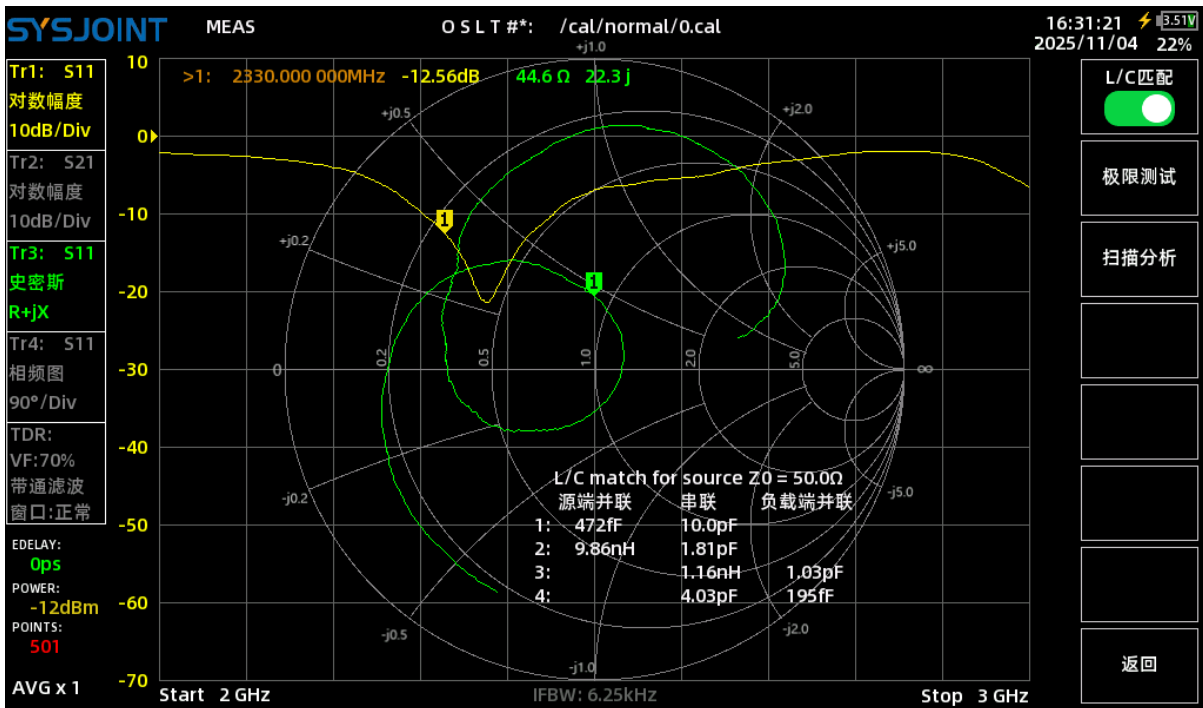 SYSJOINT MEAS O S L T #*: /cal/normal/0.cal 16:31:21 3.51V
2025/11/04 22%
Tr1: S11
对数幅度
10dB/Div
Tr2: S21
对数幅度
10dB/Div
Tr3: S11
史密斯
R+jX
Tr4: S11
相频图
90°/Div
TDR:
VF:70%
带通滤波
窗口:正常
EDELAY:
0ps
POWER:
-12dBm
POINTS:
501
AVG x 1
10
0
-10
-20
-30
-40
-50
-60
-70
>1: 2330.000 000MHz -12.56dB 44.6 Ω 22.3 j
+j1.0
+j0.5
+j2.0
+j0.2
+j5.0
1
1
0
0.2
0.5
1.0
2.0
5.0
∞
-j0.2
-j5.0
-j0.5
-j2.0
-j1.0
L/C match for source Z0 = 50.0Ω
源端并联 串联 负载端并联
1: 472fF 10.0pF
2: 9.86nH 1.81pF
3: 1.16nH 1.03pF
4: 4.03pF 195fF
Start 2 GHz IFBW: 6.25kHz Stop 3 GHz
L/C匹配
极限测试
扫描分析
返回